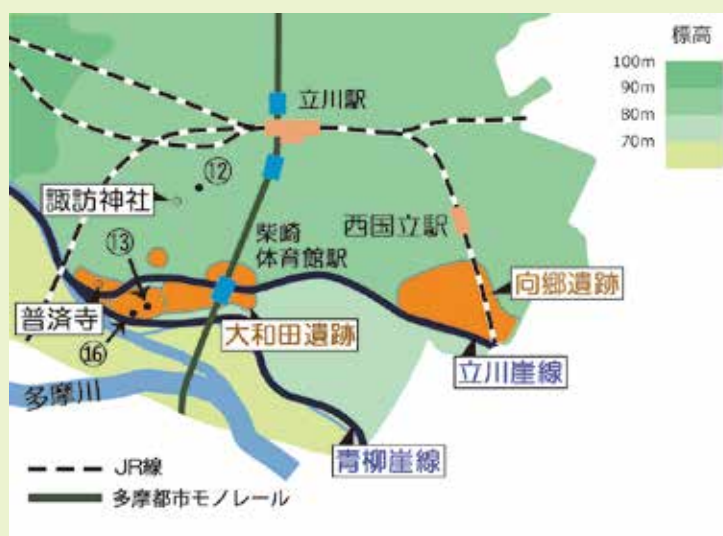 標高
100m
90m
80m
70m
立川駅
⑫
諏訪神社
西国立駅
柴崎
体育館駅
⑬
向郷遺跡
普済寺
⑯
大和田遺跡
立川崖線
多摩川
青柳崖線
JR線
多摩都市モノレール